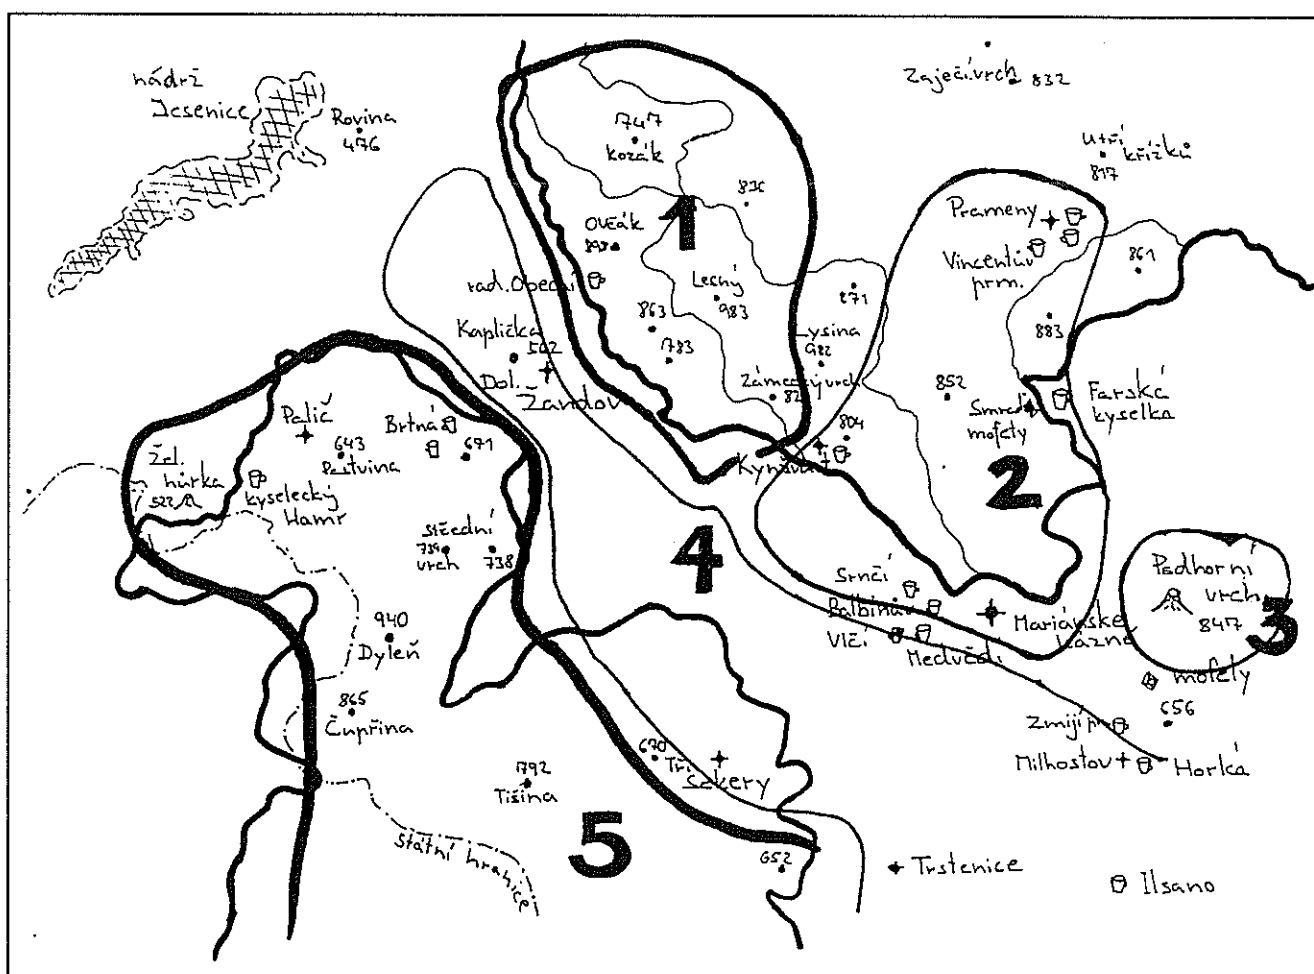 nádrž
Jesenice
Rovina
476
Zaječí vrch 832
U tří křížků
817
747
kozák
836
1
Ovčák
rad. Obecní
Lesný
983
863
783
Kaplička
Dol.
Žandov
871
Lysina
Zámecký vrch
804
Kynžvart
Prameny
Vincentův
prm.
861
883
852
Smradl.
mofety
Farská
kyselka
2
Palič
643
Brtná
671
Žel.
hůrka
522
kyselecký
Hamr
střední
vrch
738
4
Srnčí
Balbínův
Vlčí
Medvědí
Mariánské
Lázně
Podhorní
vrch
847
3
mofety
656
940
Dyleň
865
Čupřina
Zmijí pr.
Milhostov
Horká
670
Tři
Sekery
792
Tišina
5
státní hranice
652
Trstenice
Ilsano